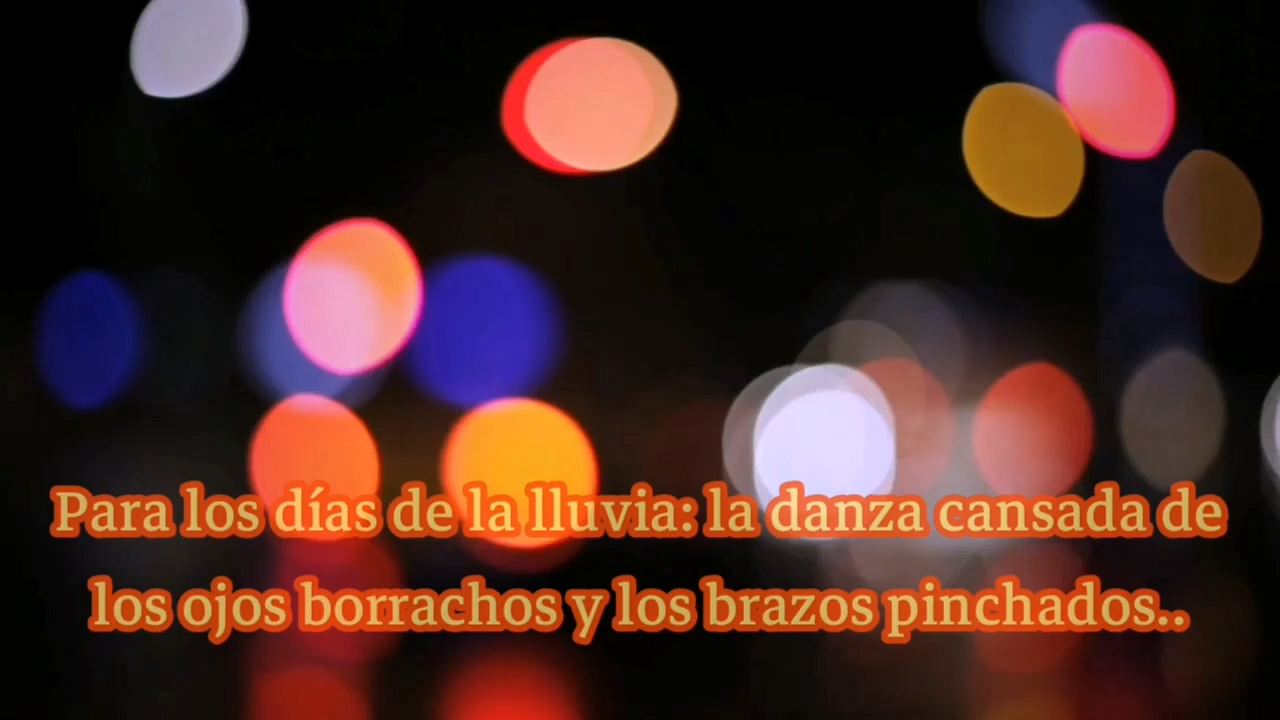 Para los días de la lluvia: la danza cansada de
los ojos borrachos y los brazos pinchados..